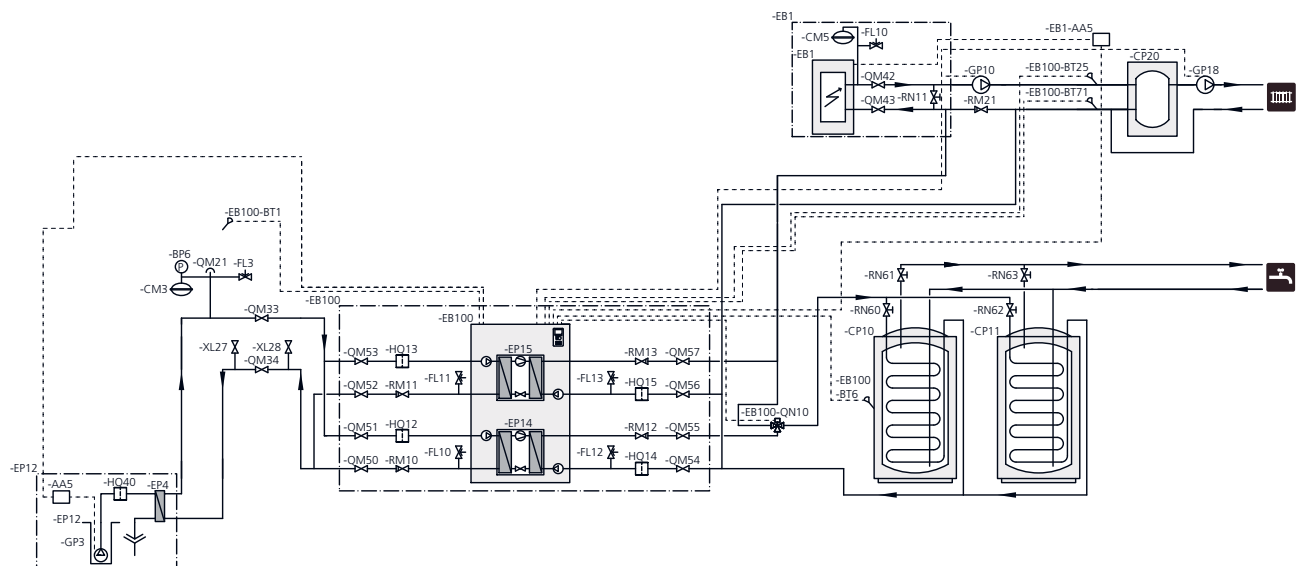 -EB1
-CM5
-FL10
-EB1
-EB1-AA5
-QM42
-GP10
-EB100-BT25
-CP20
-GP18
-QM43
-RN11
-RM21
-EB100-BT71
-EB100-BT1
-BP6
P
-QM21
-FL3
-CM3
-EB100
-QM33
-RN61
-RN63
-RN60
-RN62
-EB100
-CP10
-CP11
-XL27
-XL28
-QM34
-QM53
-HQ13
-EP15
-RM13
-QM57
-FL11
-FL13
-QM52
-RM11
-HQ15
-QM56
-EB100
-BT6
-EB100-QN10
-QM51
-HQ12
-EP14
-RM12
-QM55
-FL10
-FL12
-QM50
-RM10
-HQ14
-QM54
-EP12
-AA5
-HQ40
-EP4
-EP12
-GP3